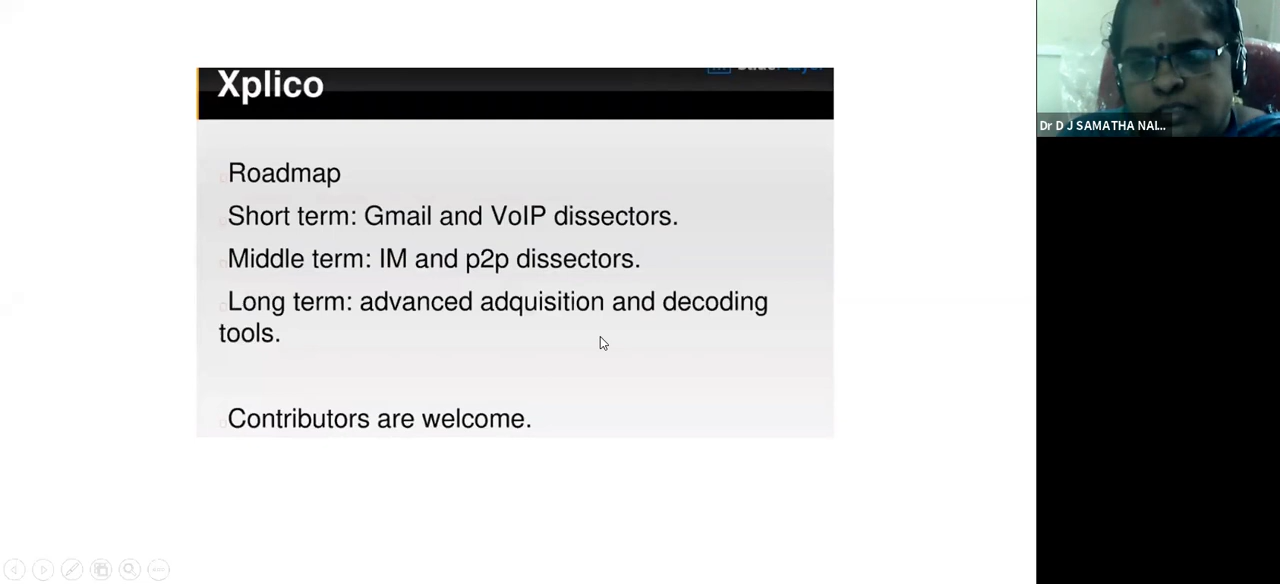 Xplico
Roadmap
Short term: Gmail and VoIP dissectors.
Middle term: IM and p2p dissectors.
Long term: advanced adquisition and decoding
tools.
Contributors are welcome.
Dr D J SAMATHA NAI...